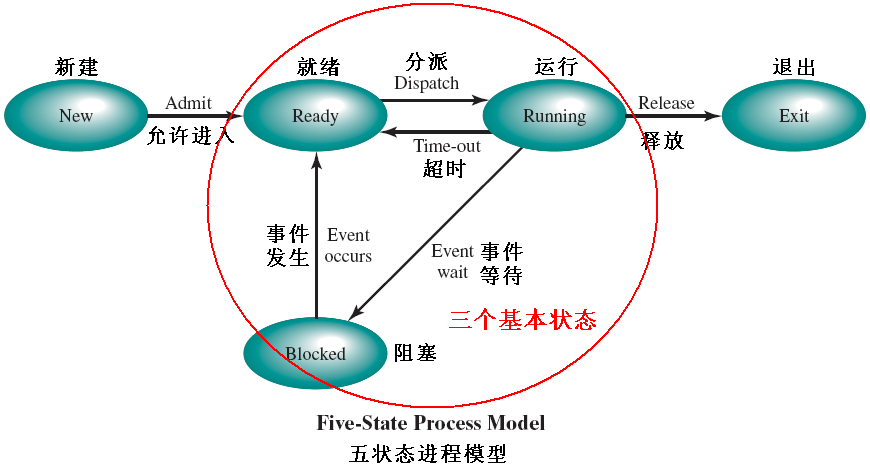 新建
就绪
分派
Dispatch
运行
退出
New
Admit
允许进入
Ready
Time-out
超时
Running
Release
释放
Exit
事件
发生
Event
occurs
Event
wait
事件
等待
三个基本状态
Blocked
阻塞
Five-State Process Model
五状态进程模型